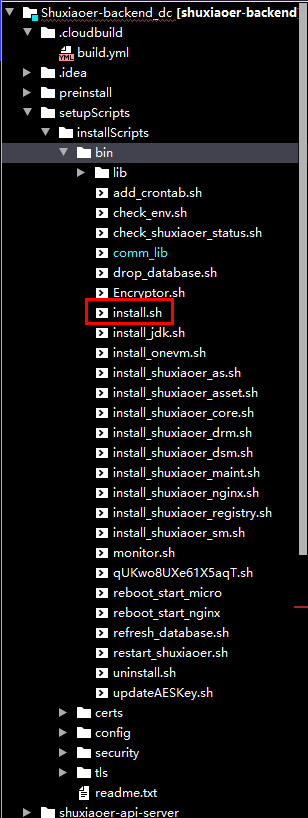 Shuxiaoer-backend_dc [shuxiaoer-backend
.cloudbuild
YML build.yml
.idea
preinstall
setupScripts
installScripts
bin
lib
add_crontab.sh
check_env.sh
check_shuxiaoer_status.sh
comm_lib
drop_database.sh
Encryptor.sh
install.sh
install_jdk.sh
install_onevm.sh
install_shuxiaoer_as.sh
install_shuxiaoer_asset.sh
install_shuxiaoer_core.sh
install_shuxiaoer_drm.sh
install_shuxiaoer_dsm.sh
install_shuxiaoer_maint.sh
install_shuxiaoer_nginx.sh
install_shuxiaoer_registry.sh
install_shuxiaoer_sm.sh
monitor.sh
qUKwo8UXe61X5aqT.sh
reboot_start_micro
reboot_start_nginx
refresh_database.sh
restart_shuxiaoer.sh
uninstall.sh
updateAESKey.sh
certs
config
security
tls
readme.txt
shuxiaoer-api-server